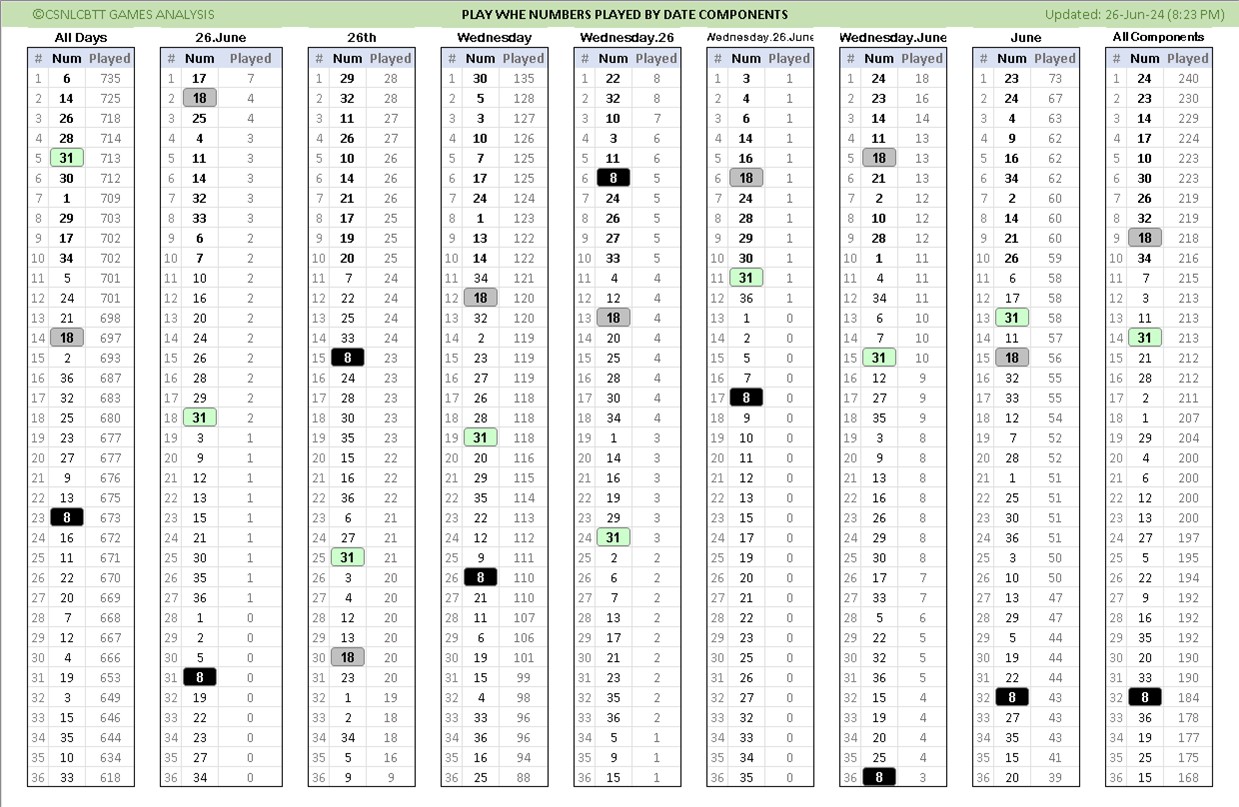 ©CSNLCBTT GAMES ANALYSIS PLAY WHE NUMBERS PLAYED BY DATE COMPONENTS Updated: 26-Jun-24 (8:23 PM)
All Days 26.June 26th Wednesday Wednesday.26 Wednesday.26.June Wednesday.June June All Components
# Num Played # Num Played # Num Played # Num Played # Num Played # Num Played # Num Played # Num Played # Num Played
1 6 735 1 17 7 1 29 28 1 30 135 1 22 8 1 3 1 1 24 18 1 23 73 1 24 240
2 14 725 2 18 4 2 32 28 2 5 128 2 32 8 2 4 1 2 23 16 2 24 67 2 23 230
3 26 718 3 25 4 3 11 27 3 3 127 3 10 7 3 6 1 3 14 14 3 4 63 3 14 229
4 28 714 4 4 3 4 26 27 4 10 126 4 3 6 4 14 1 4 11 13 4 9 62 4 17 224
5 31 713 5 11 3 5 10 26 5 7 125 5 11 6 5 16 1 5 18 13 5 16 62 5 10 223
6 30 712 6 14 3 6 14 26 6 17 125 6 8 5 6 18 1 6 21 13 6 34 62 6 30 223
7 1 709 7 32 3 7 21 26 7 24 124 7 24 5 7 24 1 7 2 12 7 2 60 7 26 219
8 29 703 8 33 3 8 17 25 8 1 123 8 26 5 8 28 1 8 10 12 8 14 60 8 32 219
9 17 702 9 6 2 9 19 25 9 13 122 9 27 5 9 29 1 9 28 12 9 21 60 9 18 218
10 34 702 10 7 2 10 20 25 10 14 122 10 33 5 10 30 1 10 1 11 10 26 59 10 34 216
11 5 701 11 10 2 11 7 24 11 34 121 11 4 4 11 31 1 11 4 11 11 6 58 11 7 215
12 24 701 12 16 2 12 22 24 12 18 120 12 12 4 12 36 1 12 34 11 12 17 58 12 3 213
13 21 698 13 20 2 13 25 24 13 32 120 13 18 4 13 1 0 13 6 10 13 31 58 13 11 213
14 18 697 14 24 2 14 33 24 14 2 119 14 20 4 14 2 0 14 7 10 14 11 57 14 31 213
15 2 693 15 26 2 15 8 23 15 23 119 15 25 4 15 5 0 15 31 10 15 18 56 15 21 212
16 36 687 16 28 2 16 24 23 16 27 119 16 28 4 16 7 0 16 12 9 16 32 55 16 28 212
17 32 683 17 29 2 17 28 23 17 26 118 17 30 4 17 8 0 17 27 9 17 33 55 17 2 211
18 25 680 18 31 2 18 30 23 18 28 118 18 34 4 18 9 0 18 35 9 18 12 54 18 1 207
19 23 677 19 3 1 19 35 23 19 31 118 19 1 3 19 10 0 19 3 8 19 7 52 19 29 204
20 27 677 20 9 1 20 15 22 20 20 116 20 14 3 20 11 0 20 9 8 20 28 52 20 4 200
21 9 676 21 12 1 21 16 22 21 29 115 21 16 3 21 12 0 21 13 8 21 1 51 21 6 200
22 13 675 22 13 1 22 36 22 22 35 114 22 19 3 22 13 0 22 16 8 22 25 51 22 12 200
23 8 673 23 15 1 23 6 21 23 22 113 23 29 3 23 15 0 23 26 8 23 30 51 23 13 200
24 16 672 24 21 1 24 27 21 24 12 112 24 31 3 24 17 0 24 29 8 24 36 51 24 27 197
25 11 671 25 30 1 25 31 21 25 9 111 25 2 2 25 19 0 25 30 8 25 3 50 25 5 195
26 22 670 26 35 1 26 3 20 26 8 110 26 6 2 26 20 0 26 17 7 26 10 50 26 22 194
27 20 669 27 36 1 27 4 20 27 21 110 27 7 2 27 21 0 27 33 7 27 13 47 27 9 192
28 7 668 28 1 0 28 12 20 28 11 107 28 13 2 28 22 0 28 5 6 28 29 47 28 16 192
29 12 667 29 2 0 29 13 20 29 6 106 29 17 2 29 23 0 29 22 5 29 5 44 29 35 192
30 4 666 30 5 0 30 18 20 30 19 101 30 21 2 30 25 0 30 32 5 30 19 44 30 20 190
31 19 653 31 8 0 31 23 20 31 15 99 31 23 2 31 26 0 31 36 5 31 22 44 31 33 190
32 3 649 32 19 0 32 1 19 32 4 98 32 35 2 32 27 0 32 15 4 32 8 43 32 8 184
33 15 646 33 22 0 33 2 18 33 33 96 33 36 2 33 32 0 33 19 4 33 27 43 33 36 178
34 35 644 34 23 0 34 34 18 34 36 96 34 5 1 34 33 0 34 20 4 34 35 43 34 19 177
35 10 634 35 27 0 35 5 16 35 16 94 35 9 1 35 34 0 35 25 4 35 15 41 35 25 175
36 33 618 36 34 0 36 9 9 36 25 88 36 15 1 36 35 0 36 8 3 36 20 39 36 15 168